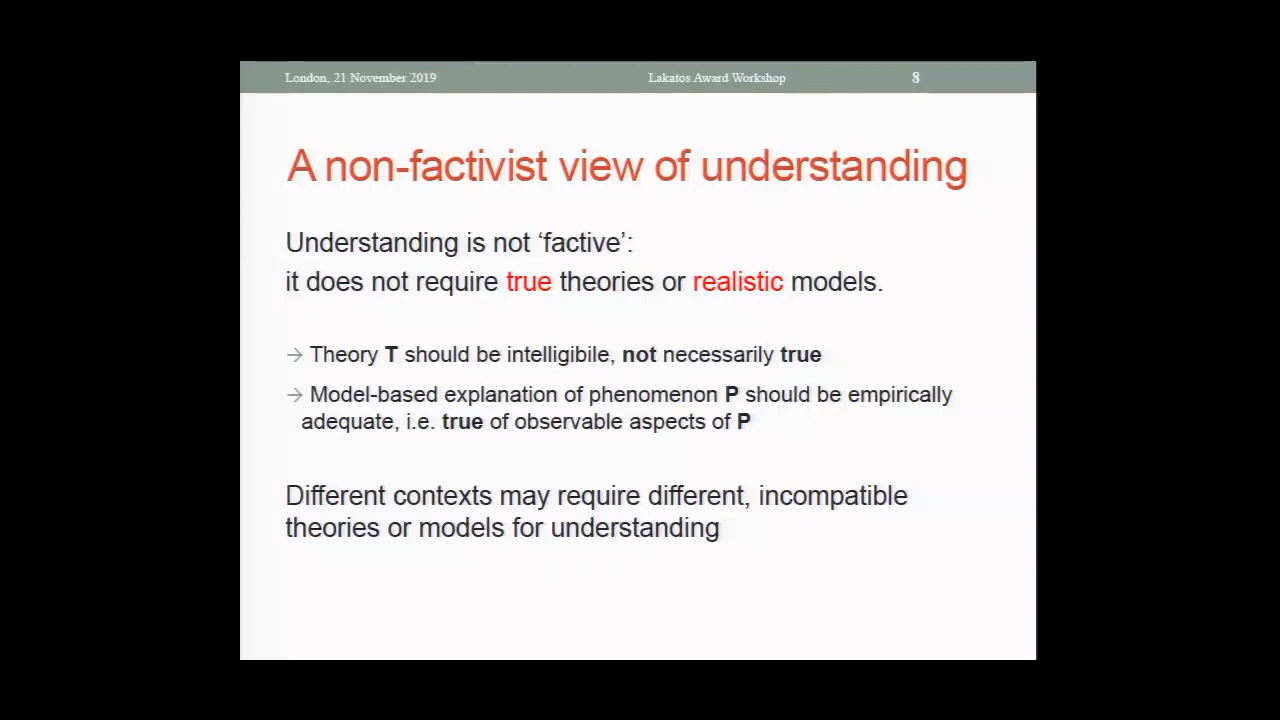 London, 21 November 2019
Lakatos Award Workshop
8
A non-factivist view of understanding
Understanding is not ‘factive’:
it does not require true theories or realistic models.
→ Theory T should be intelligibile, not necessarily true
→ Model-based explanation of phenomenon P should be empirically
adequate, i.e. true of observable aspects of P
Different contexts may require different, incompatible
theories or models for understanding